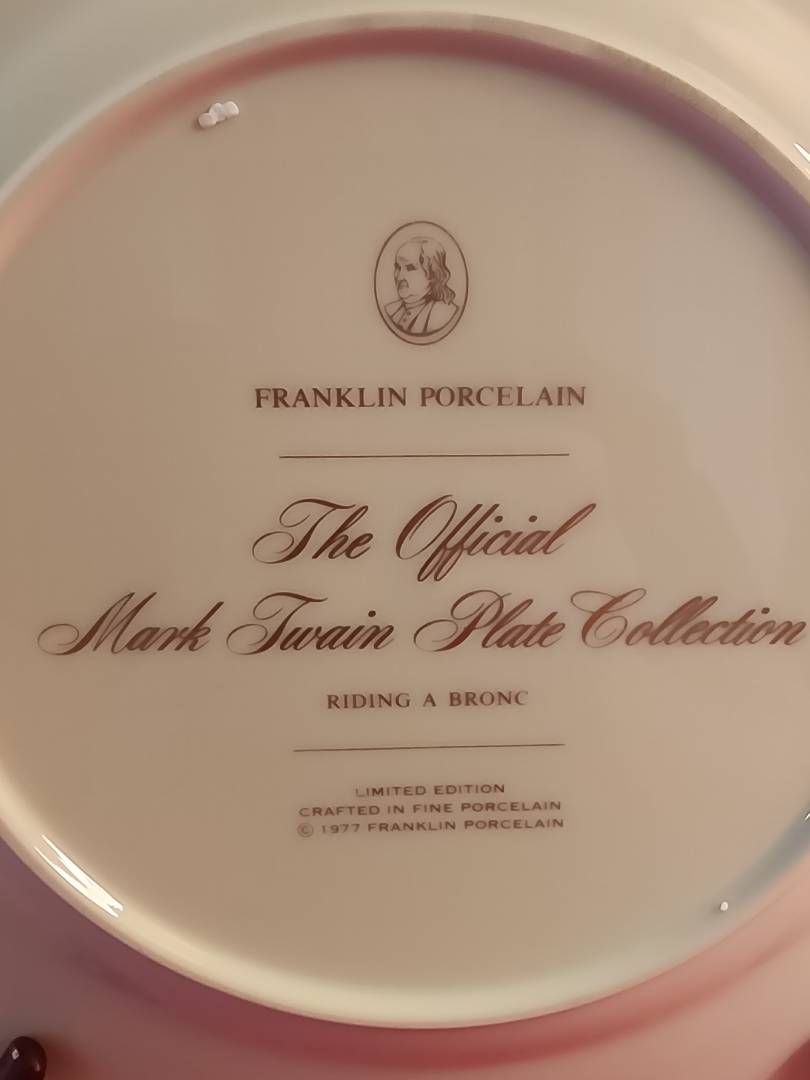 FRANKLIN PORCELAIN
The Official
Mark Twain Plate Collection
RIDING A BRONC
LIMITED EDITION
CRAFTED IN FINE PORCELAIN
© 1977 FRANKLIN PORCELAIN